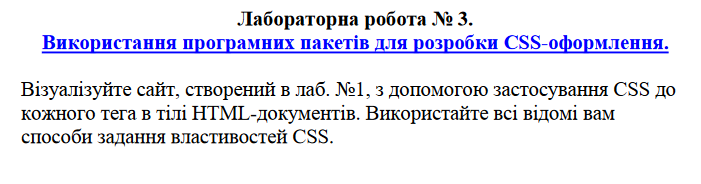 Лабораторна робота № 3.
Використання програмних пакетів для розробки CSS-оформлення.
Візуалізуйте сайт, створений в лаб. №1, з допомогою застосування CSS до
кожного тега в тілі HTML-документів. Використайте всі відомі вам
способи задання властивостей CSS.